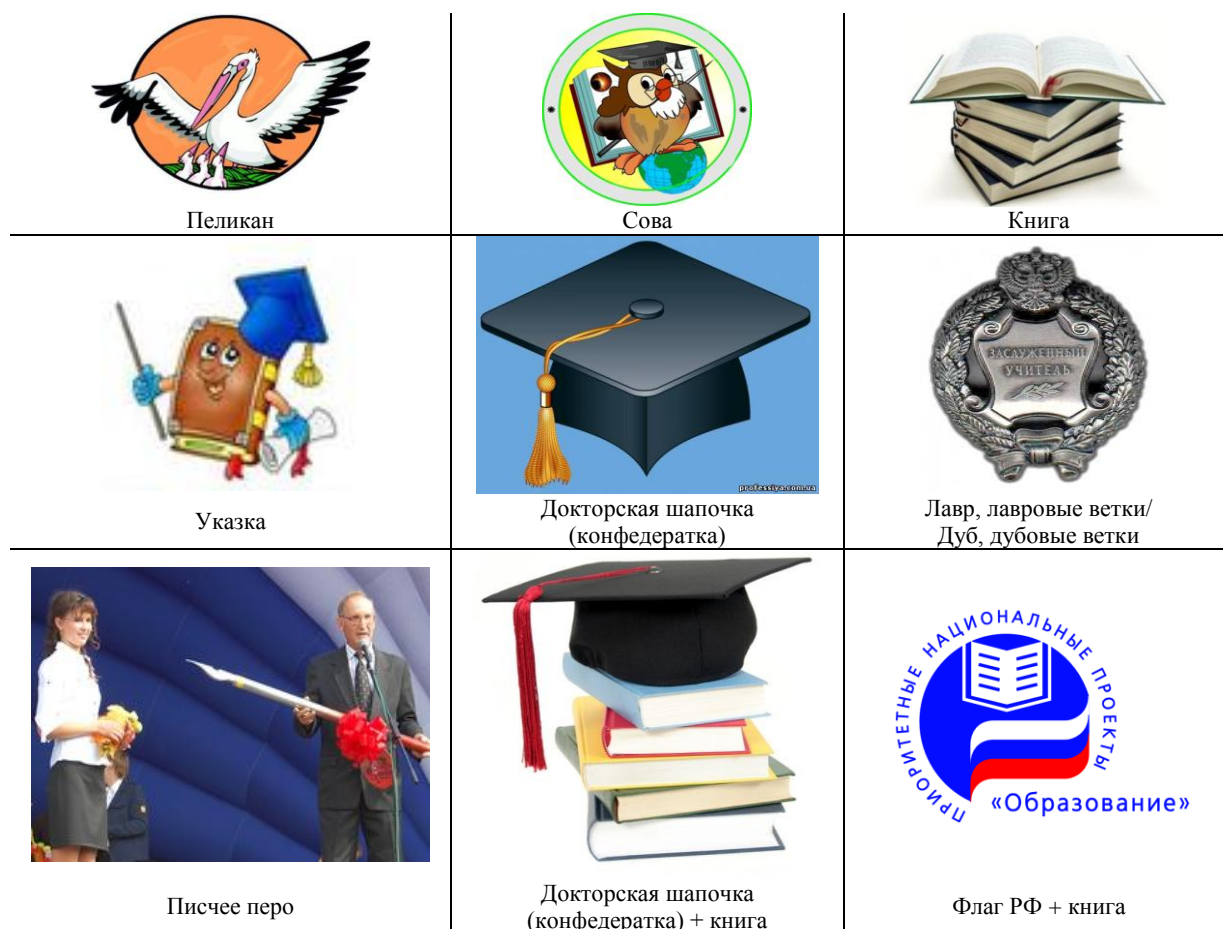 Пеликан
Сова
Книга
ЗАСЛУЖЕННЫЙ
УЧИТЕЛЬ
Указка
professiya.com.ua
Докторская шапочка
(конфедератка)
Лавр, лавровые ветки/
Дуб, дубовые ветки
ПРИОРИТЕТНЫЕ НАЦИОНАЛЬНЫЕ ПРОЕКТЫ
«Образование»
Писчее перо
Докторская шапочка
(конфедератка) + книга
Флаг РФ + книга